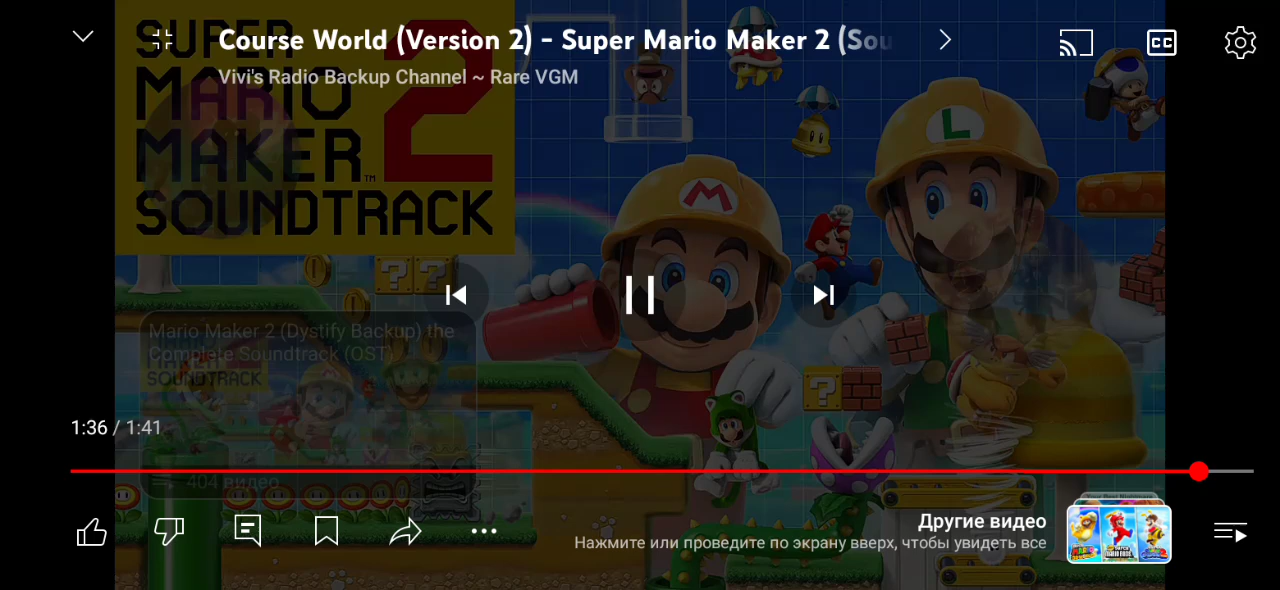 Course World (Version 2) - Super Mario Maker 2 (Sou
Vivi's Radio Backup Channel ~ Rare VGM
CC
SUPER
MARIO
MAKER 2
™
SOUNDTRACK
M
L
? ?
?
Mario Maker 2 (Dystify Backup) the
Complete Soundtrack (OST)
SOUNDTRACK
1:36 / 1:41
404 видео
Другие видео
Нажмите или проведите по экрану вверх, чтобы увидеть все